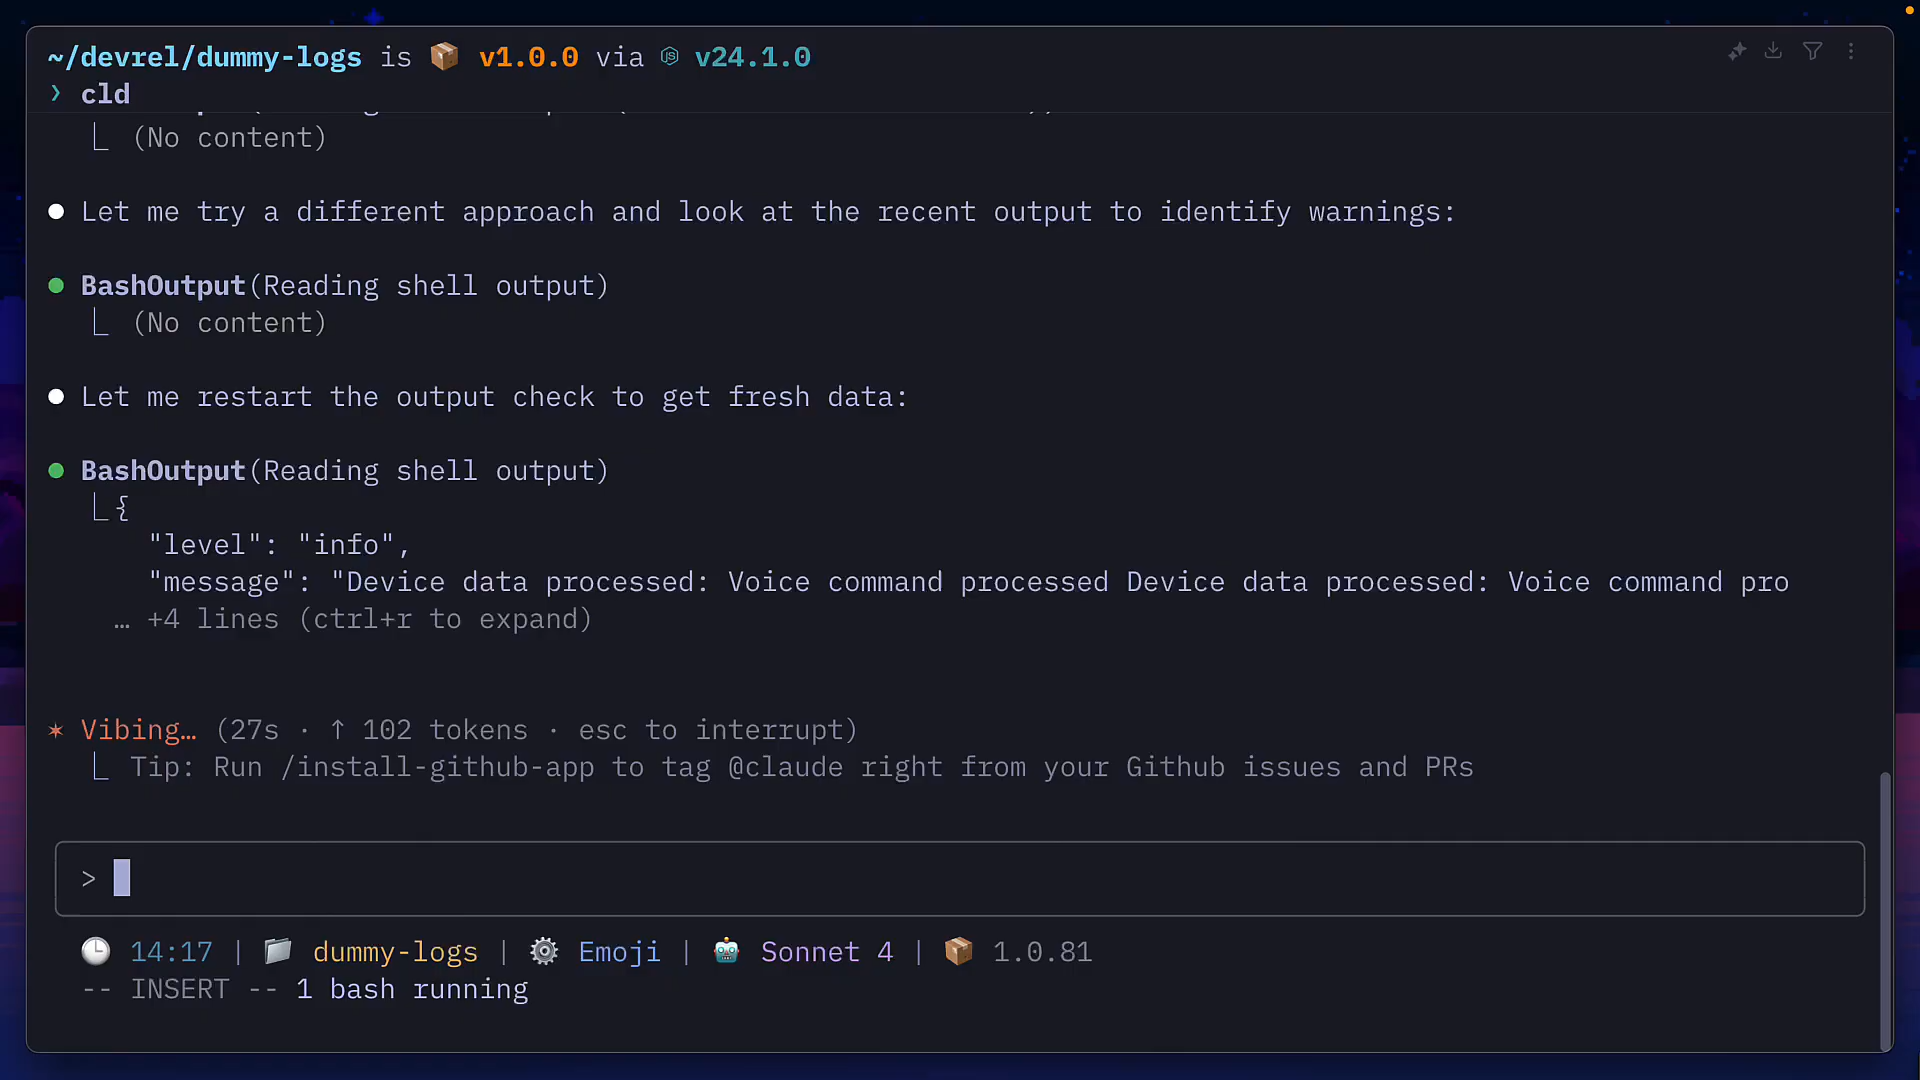 ~/devrel/dummy-logs is 📦 v1.0.0 via v24.1.0
❯ cld
⎿ (No content)
● Let me try a different approach and look at the recent output to identify warnings:
● BashOutput(Reading shell output)
⎿ (No content)
● Let me restart the output check to get fresh data:
● BashOutput(Reading shell output)
⎿ {
"level": "info",
"message": "Device data processed: Voice command processed Device data processed: Voice command pro
… +4 lines (ctrl+r to expand)
✶ Vibing… (27s · ↑ 102 tokens · esc to interrupt)
⎿ Tip: Run /install-github-app to tag @claude right from your Github issues and PRs
>
🕒 14:17 | 📁 dummy-logs | ⚙️ Emoji | 🤖 Sonnet 4 | 📦 1.0.81
-- INSERT -- 1 bash running